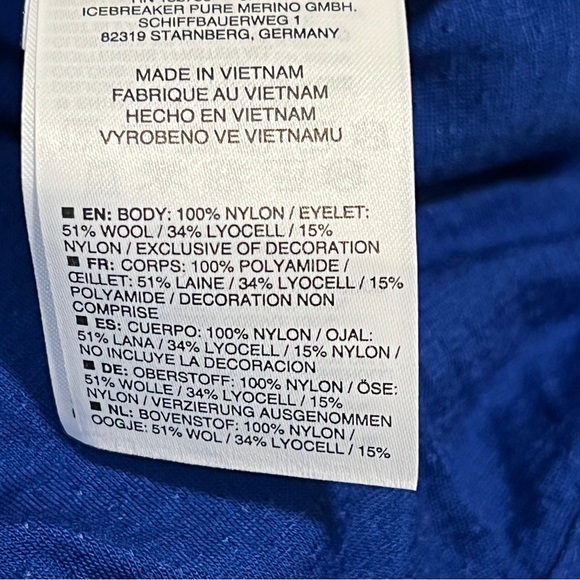 ICEBREAKER PURE MERINO GMBH.
SCHIFFBAUERWEG 1
82319 STARNBERG, GERMANY
MADE IN VIETNAM
FABRIQUE AU VIETNAM
HECHO EN VIETNAM
VYROBENO VE VIETNAMU
EN: BODY: 100% NYLON / EYELET:
51% WOOL / 34% LYOCELL / 15%
NYLON / EXCLUSIVE OF DECORATION
FR: CORPS: 100% POLYAMIDE /
ŒILLET: 51% LAINE / 34% LYOCELL / 15%
POLYAMIDE / DECORATION NON
COMPRISE
ES: CUERPO: 100% NYLON / OJAL:
51% LANA / 34% LYOCELL / 15% NYLON /
NO INCLUYE LA DECORACIÓN
DE: OBERSTOFF: 100% NYLON / ÖSE:
51% WOLLE / 34% LYOCELL / 15%
NYLON / VERZIERUNG AUSGENOMMEN
NL: BOVENSTOF: 100% NYLON /
OOGJE: 51% WOL / 34% LYOCELL / 15%